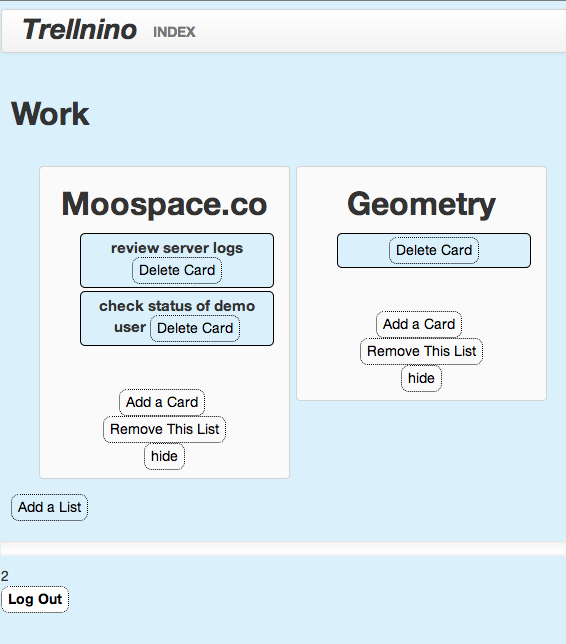 Trellnino INDEX
Work
Moospace.co
review server logs
Delete Card
check status of demo
user Delete Card
Add a Card
Remove This List
hide
Geometry
Delete Card
Add a Card
Remove This List
hide
Add a List
2
Log Out